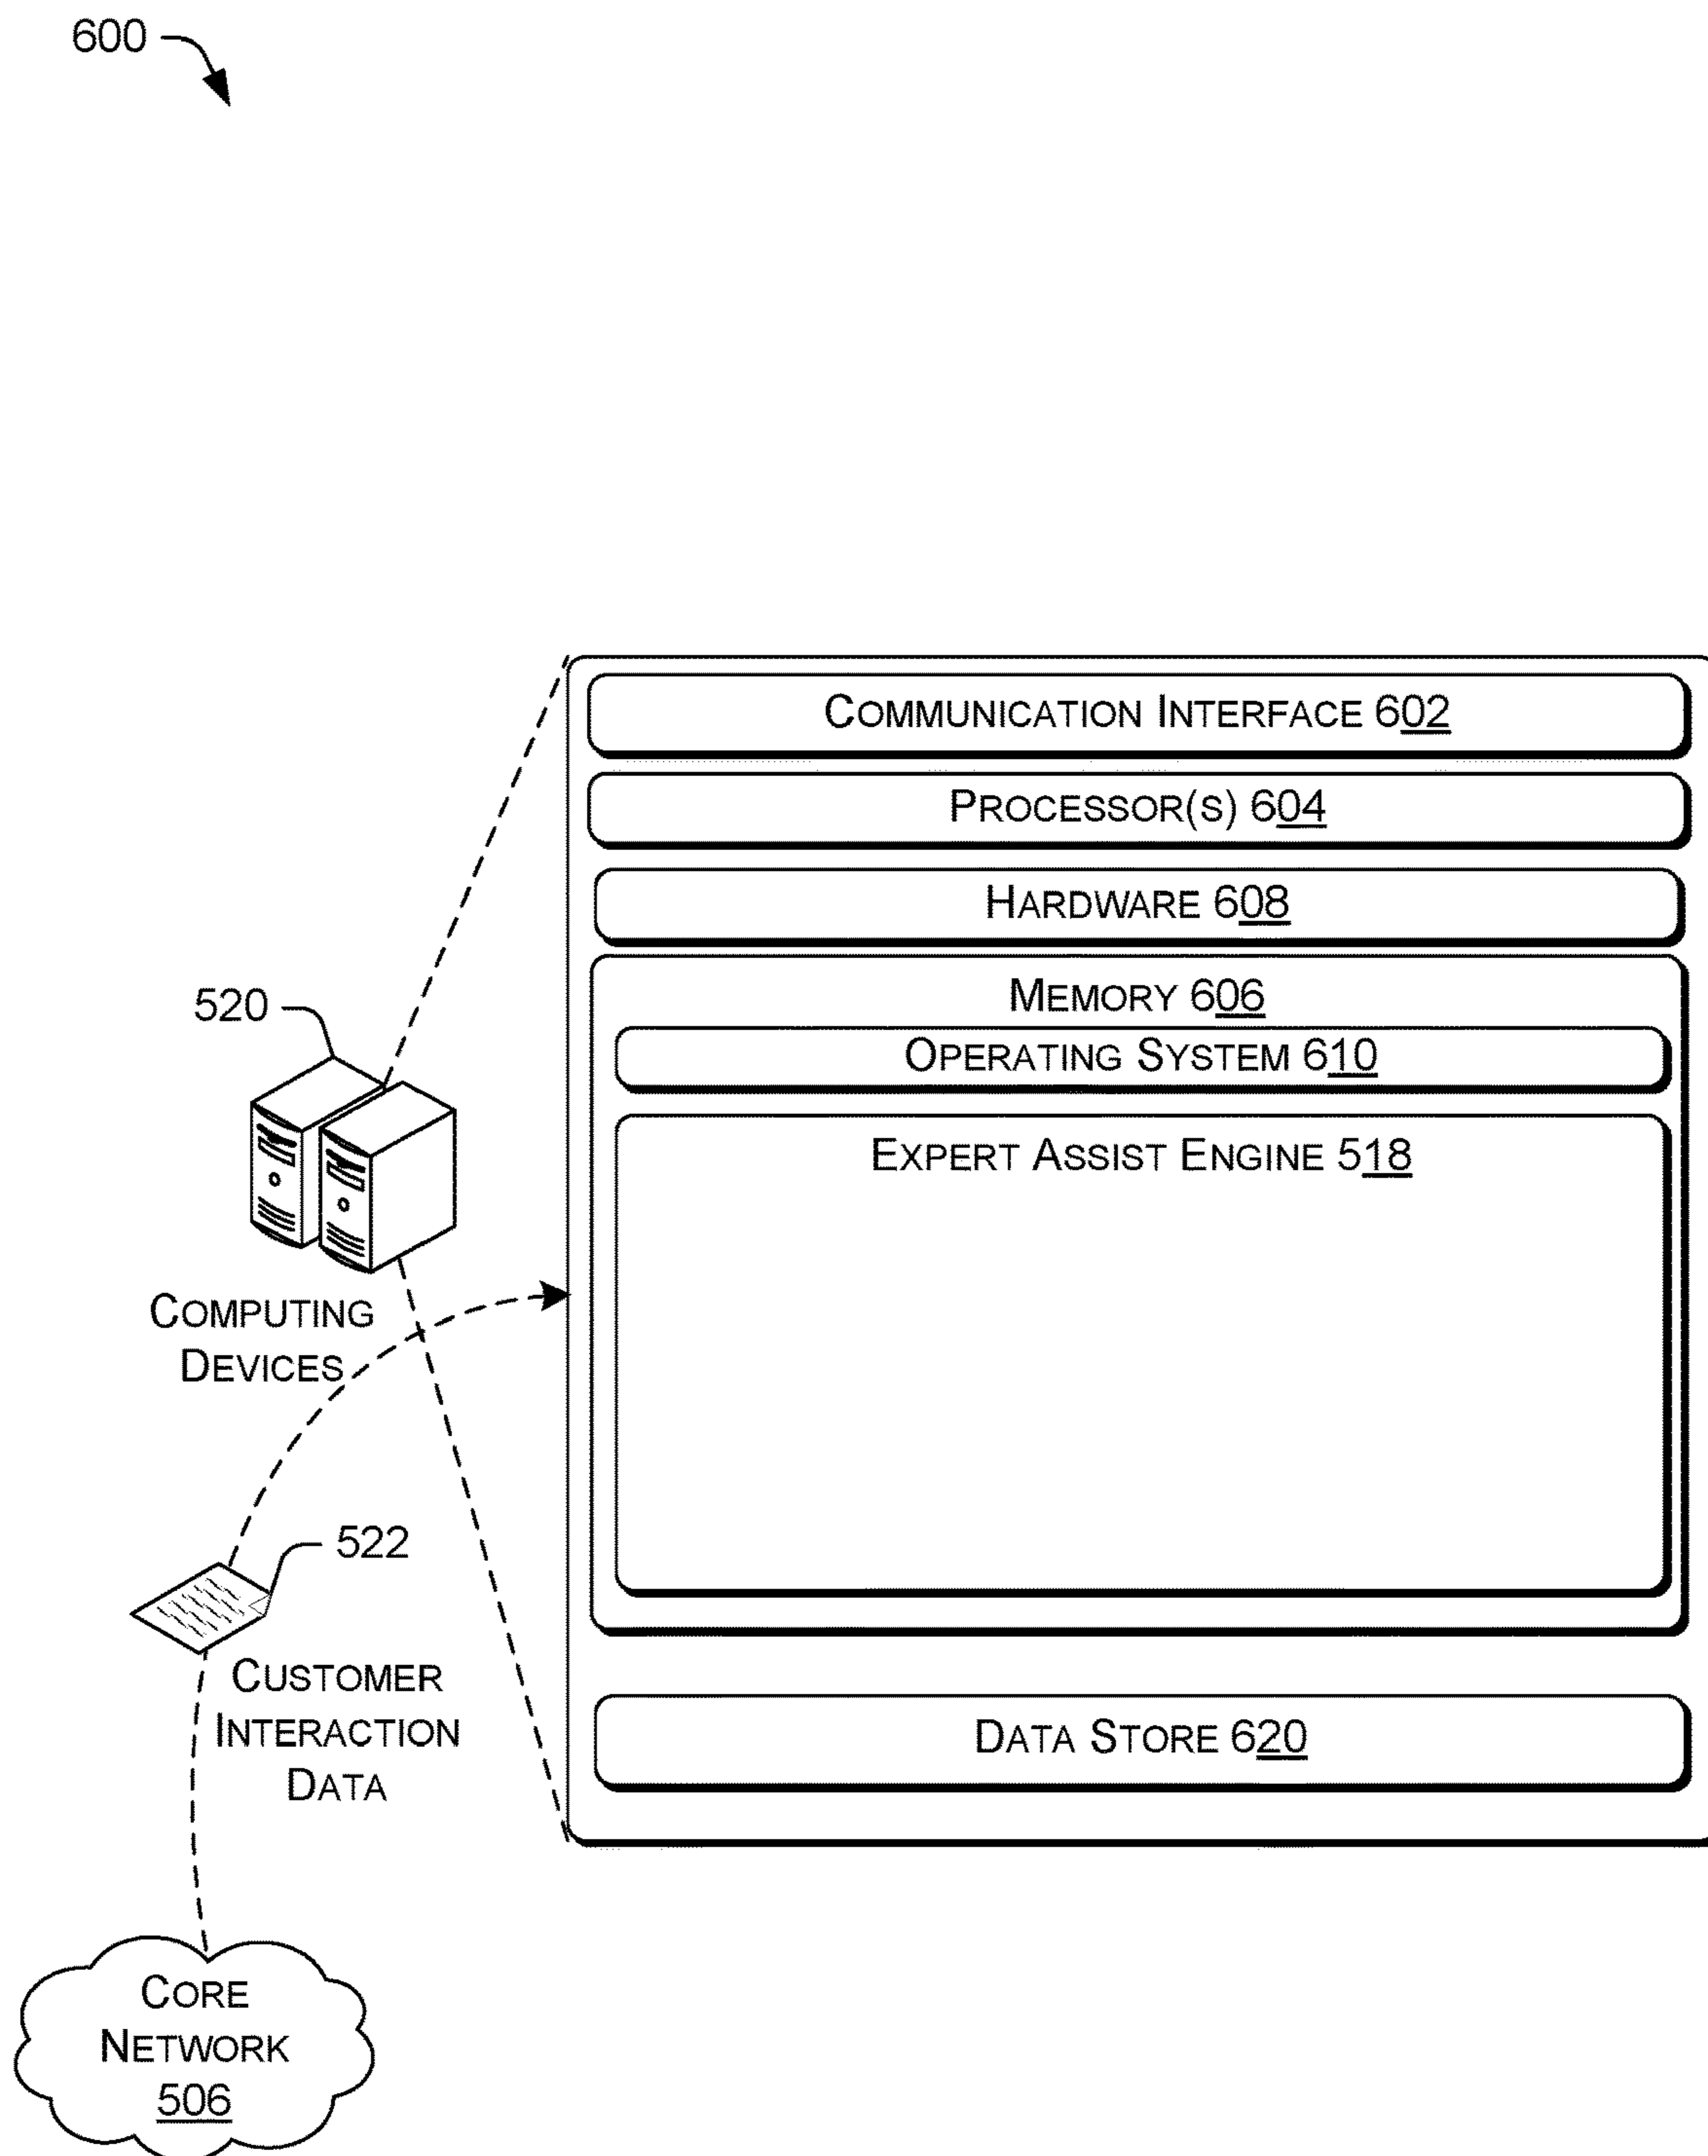 600
COMMUNICATION INTERFACE 602
PROCESSOR(S) 604
HARDWARE 608
MEMORY 606
OPERATING SYSTEM 610
EXPERT ASSIST ENGINE 518
DATA STORE 620
520
COMPUTING
DEVICES
522
CUSTOMER
INTERACTION
DATA
CORE
NETWORK
506